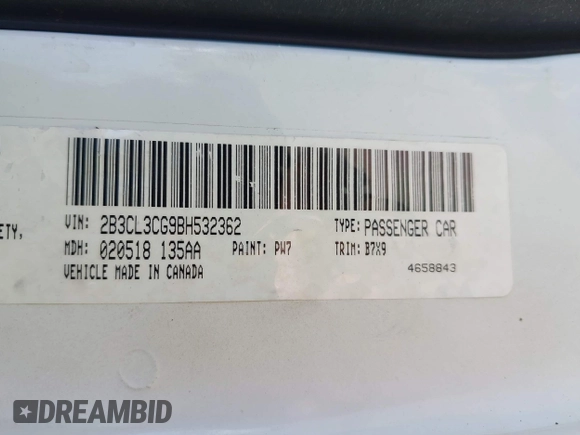 ETY,
VIN: 2B3CL3CG9BH532362
TYPE: PASSENGER CAR
MDH: 020518 135AA
PAINT: PW7
TRIM: B7X9
VEHICLE MADE IN CANADA
4658843
DREAMBID